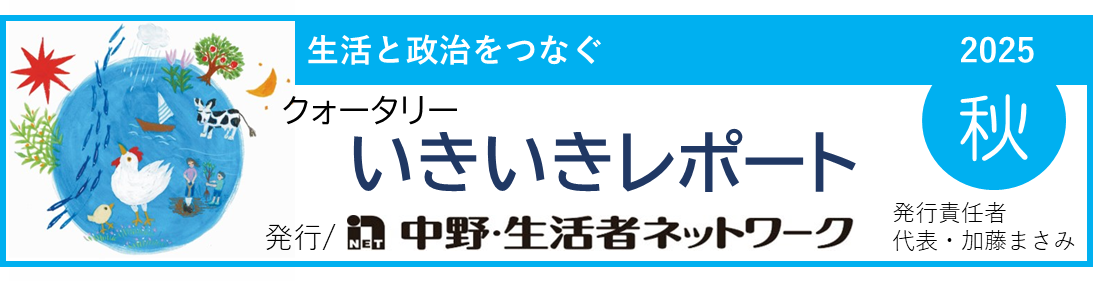 生活と政治をつなぐ
2025
秋
クォータリー
いきいきレポート
発行/ NET 中野・生活者ネットワーク
発行責任者
代表・加藤まさみ